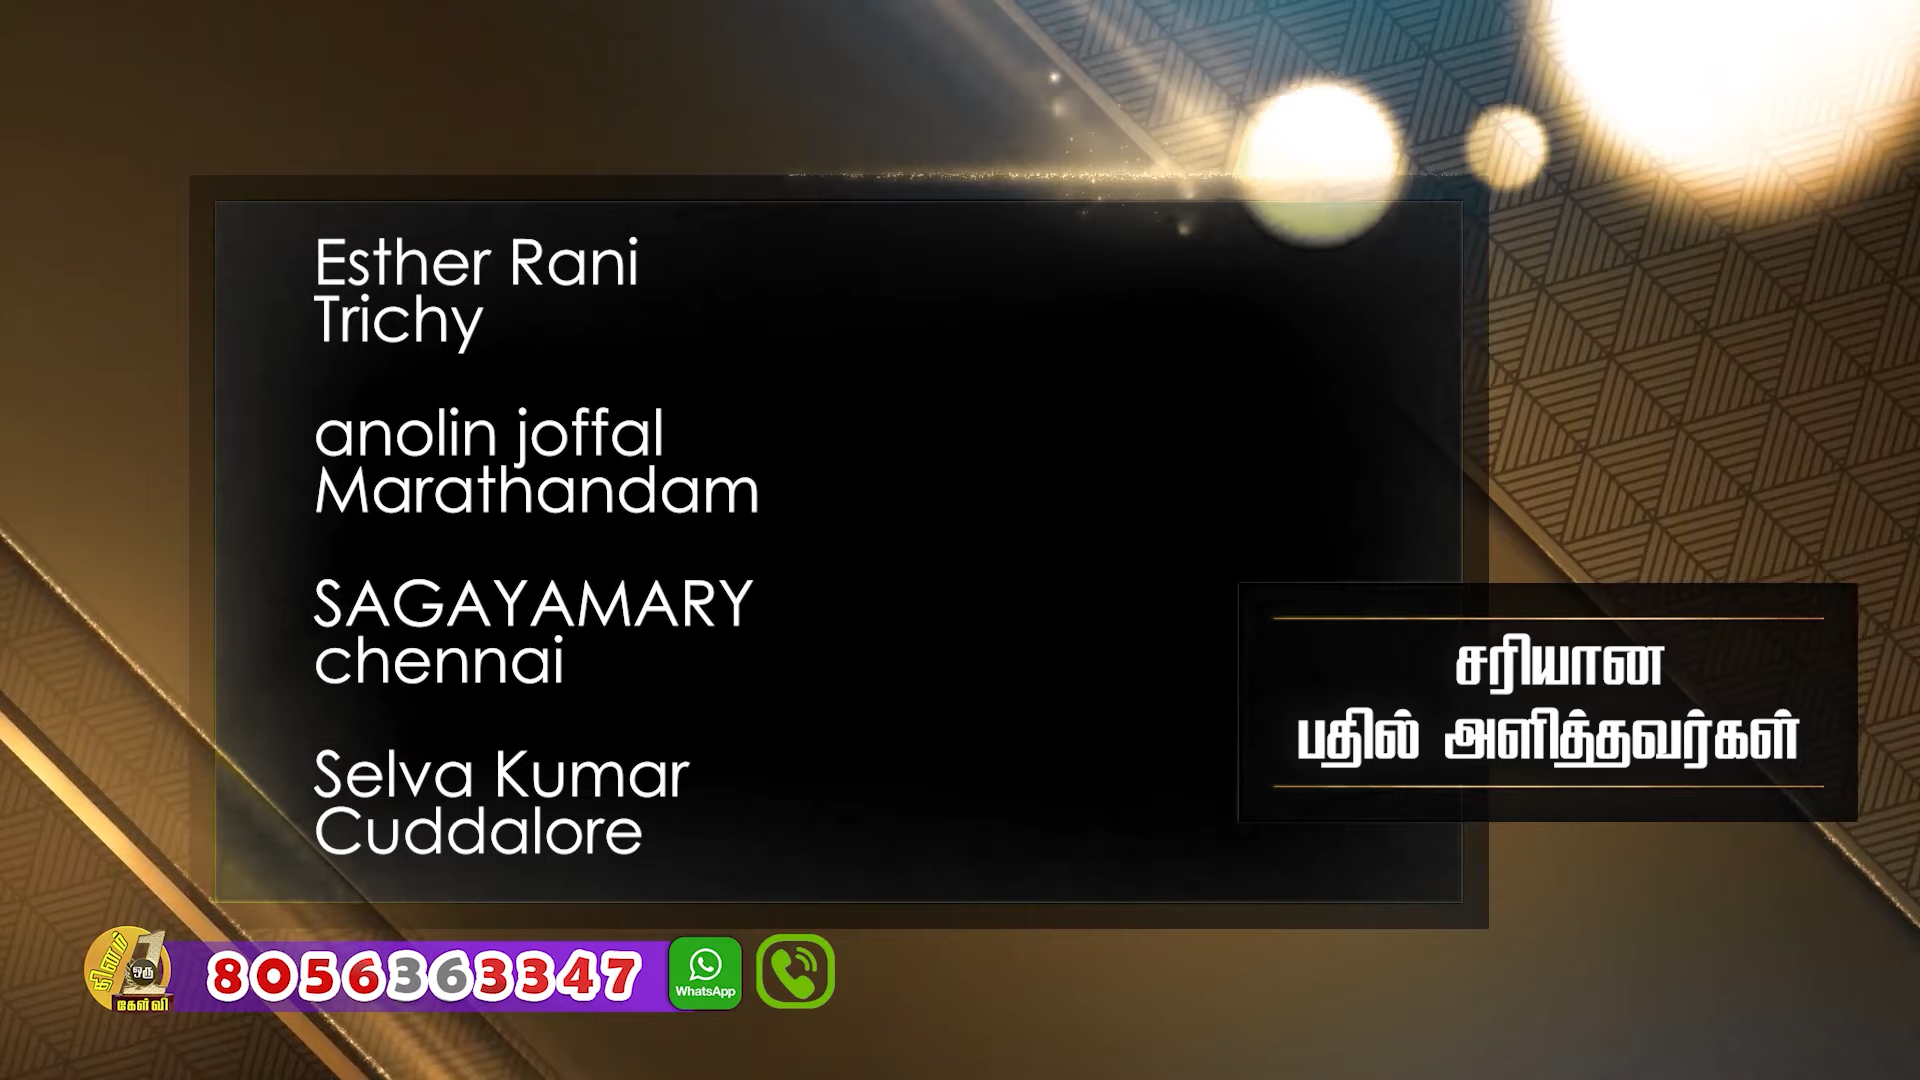 Esther Rani
Trichy
anolin joffal
Marathandam
SAGAYAMARY
chennai
Selva Kumar
Cuddalore
சரியான
பதில் அளித்தவர்கள்
தினம்
1
ஒரு
கேள்வி
8056363347
WhatsApp